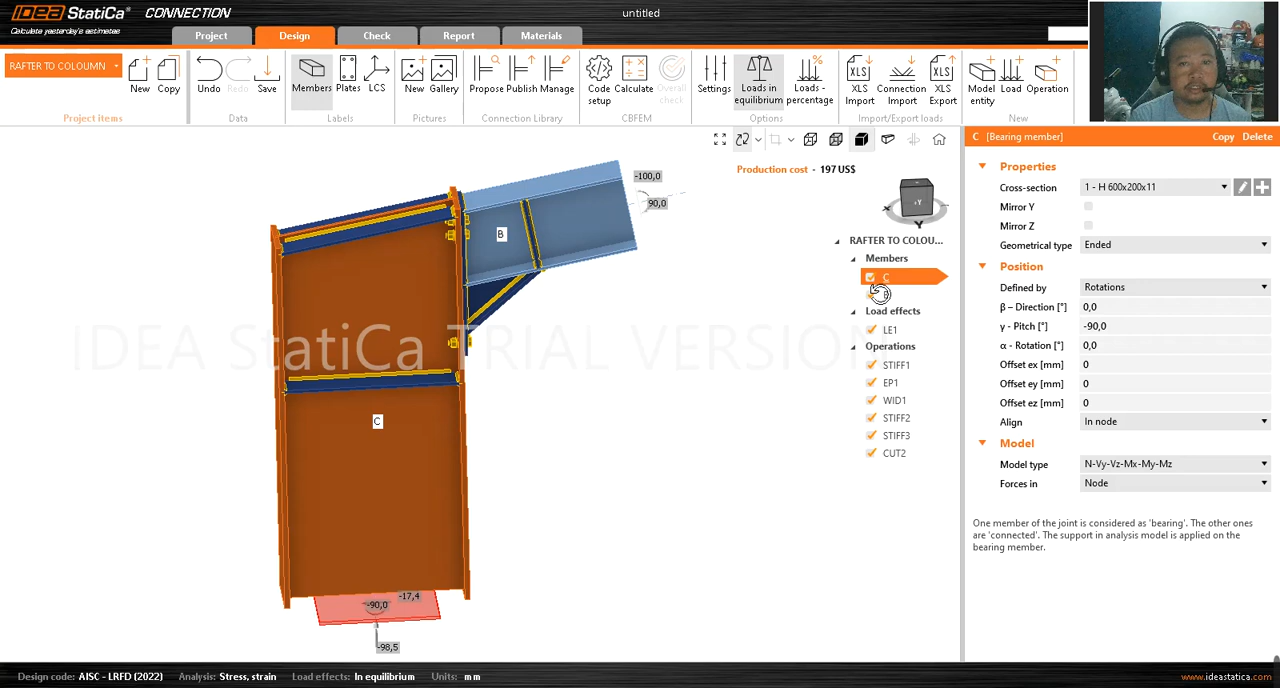 IDEA StatiCa® CONNECTION
Calculate yesterday's estimates
untitled
Project Design Check Report Materials
RAFTER TO COLOUMN
New Copy Undo Redo Save Members Plates LCS New Gallery Propose Publish Manage Code setup Calculate Overall check Settings Loads in equilibrium Loads - percentage XLS Import Connection Import XLS Export Model entity Load Operation
Project items Data Labels Pictures Connection Library CBFEM Options Import/Export loads New
Production cost - 197 US$
-100,0
90,0
B
C
-17,4
-90,0
-98,5
IDEA StatiCa TRIAL VERSION
X
+Y
Y
RAFTER TO COLOU...
Members
C
Load effects
LE1
Operations
STIFF1
EP1
WID1
STIFF2
STIFF3
CUT2
C [Bearing member] Copy Delete
Properties
Cross-section 1 - H 600x200x11
Mirror Y
Mirror Z
Geometrical type Ended
Position
Defined by Rotations
β – Direction [°] 0,0
γ - Pitch [°] -90,0
α - Rotation [°] 0,0
Offset ex [mm] 0
Offset ey [mm] 0
Offset ez [mm] 0
Align In node
Model
Model type N-Vy-Vz-Mx-My-Mz
Forces in Node
One member of the joint is considered as 'bearing'. The other ones
are 'connected'. The support in analysis model is applied on the
bearing member.
Design code: AISC - LRFD (2022) Analysis: Stress, strain Load effects: In equilibrium Units: mm
www.ideastatica.com